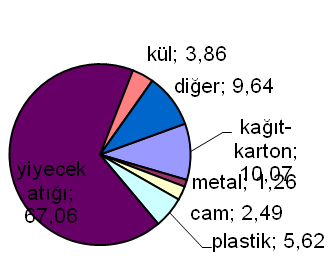 kül; 3,86
diğer; 9,64
kağıt-
karton;
10,07
metal; 1,26
cam; 2,49
plastik; 5,62
yiyecek
atığı;
67,06